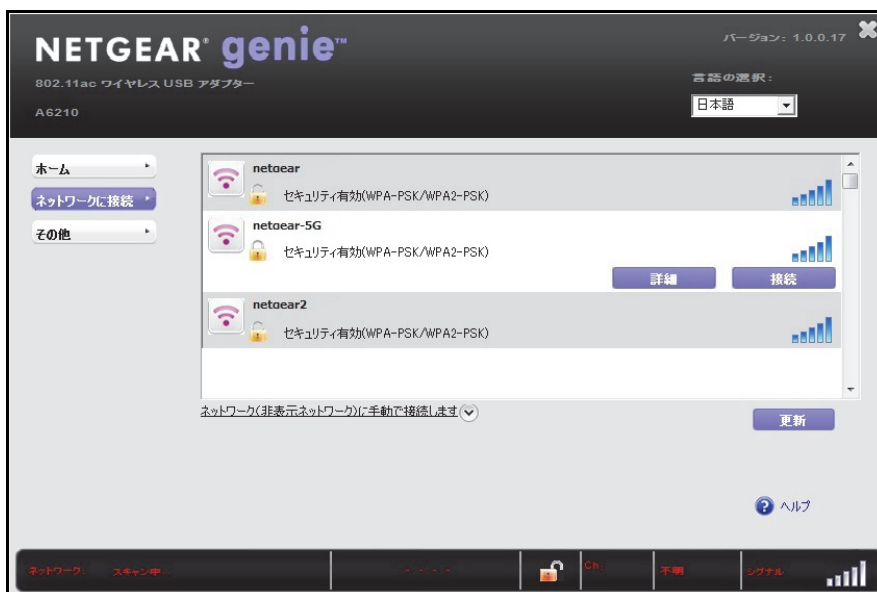 NETGEAR® genie™
バージョン: 1.0.0.17
802.11ac ワイヤレス USB アダプター
言語の選択:
A6210
日本語
ホーム
ネットワークに接続
その他
netgear
セキュリティ有効(WPA-PSK/WPA2-PSK)
netgear-5G
セキュリティ有効(WPA-PSK/WPA2-PSK)
詳細 接続
netgear2
セキュリティ有効(WPA-PSK/WPA2-PSK)
ネットワーク(非表示ネットワーク)に手動で接続します
更新
ヘルプ
ネットワーク: スキャン中... - - - - Ch. 不明 シグナル